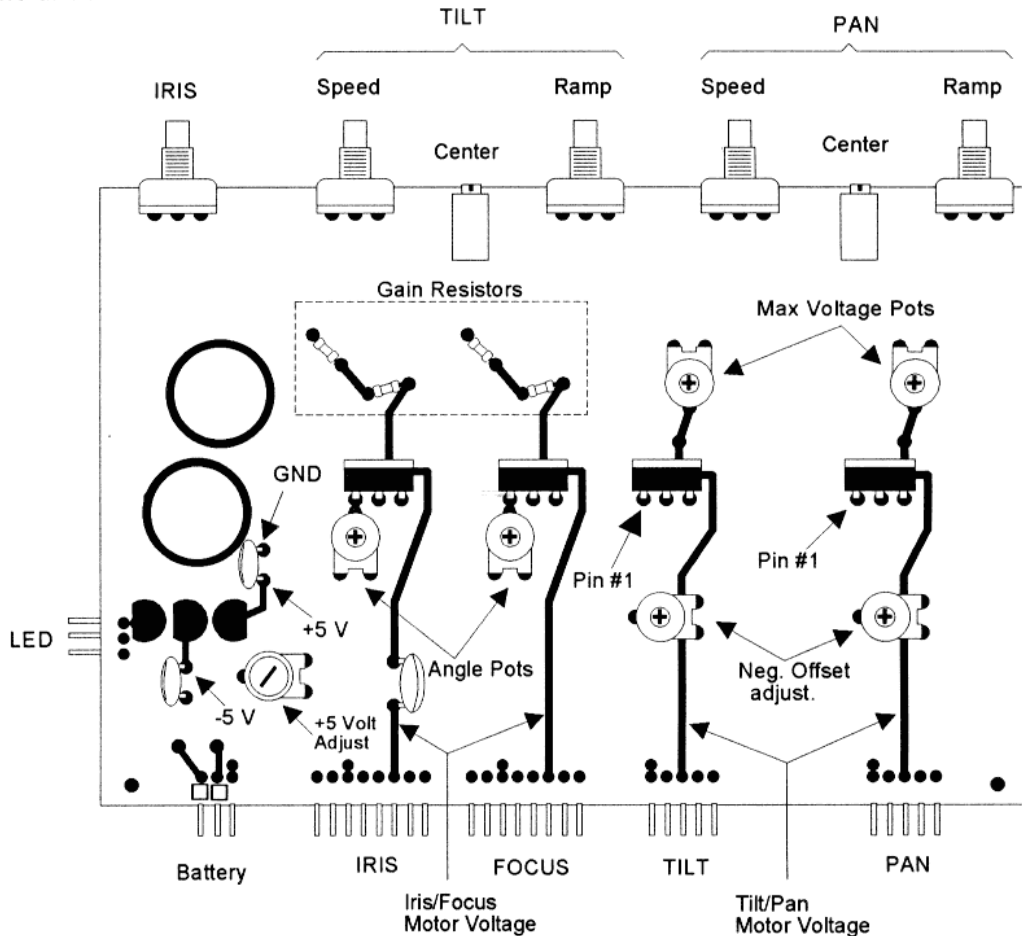 TILT
PAN
IRIS
Speed
Center
Ramp
Speed
Center
Ramp
Gain Resistors
Max Voltage Pots
GND
Pin #1
Pin #1
+5 V
LED
Angle Pots
Neg. Offset
adjust.
-5 V
+5 Volt
Adjust
Battery
IRIS
FOCUS
TILT
PAN
Iris/Focus
Motor Voltage
Tilt/Pan
Motor Voltage